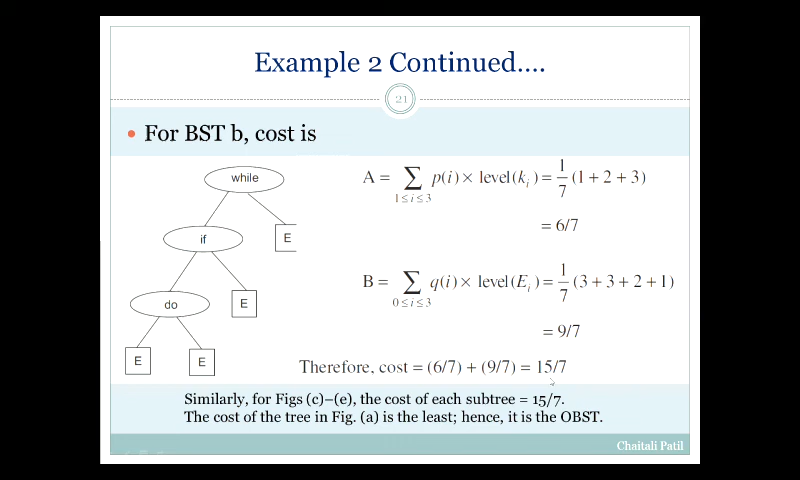 Example 2 Continued....
21
• For BST b, cost is
while
if
E
do
E
E
E
A = ∑ p(i)× level(kᵢ) = 1/7 (1 + 2 + 3)
1≤i≤3
= 6/7
B = ∑ q(i)× level(Eᵢ) = 1/7 (3 + 3 + 2 + 1)
0≤i≤3
= 9/7
Therefore, cost = (6/7) + (9/7) = 15/7
Similarly, for Figs (c)–(e), the cost of each subtree = 15/7.
The cost of the tree in Fig. (a) is the least; hence, it is the OBST.
Chaitali Patil